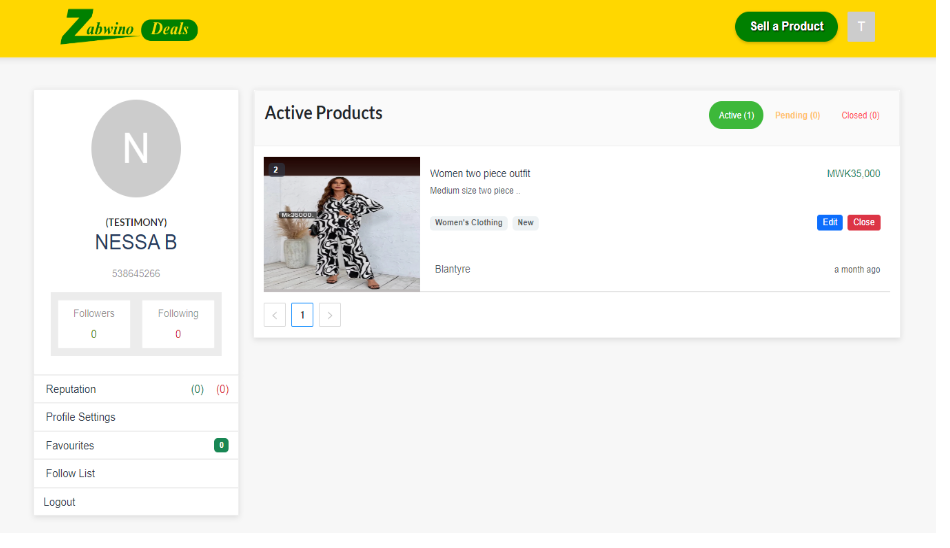 Zabwino Deals
Sell a Product
T
N
(TESTIMONY)
NESSA B
538645266
Followers
0
Following
0
Reputation (0) (0)
Profile Settings
Favourites 0
Follow List
Logout
Active Products
Active (1) Pending (0) Closed (0)
2
Mk35000.
Women two piece outfit MWK35,000
Medium size two piece ..
Women's Clothing New Edit Close
Blantyre a month ago
< 1 >